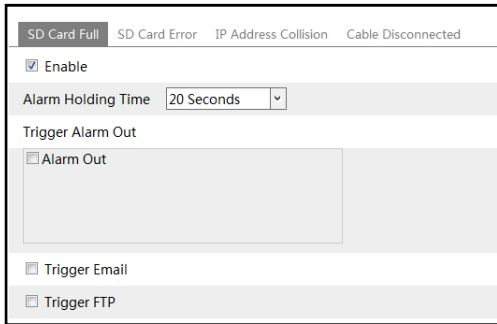 SD Card Full SD Card Error IP Address Collision Cable Disconnected
Enable
Alarm Holding Time 20 Seconds
Trigger Alarm Out
Alarm Out
Trigger Email
Trigger FTP